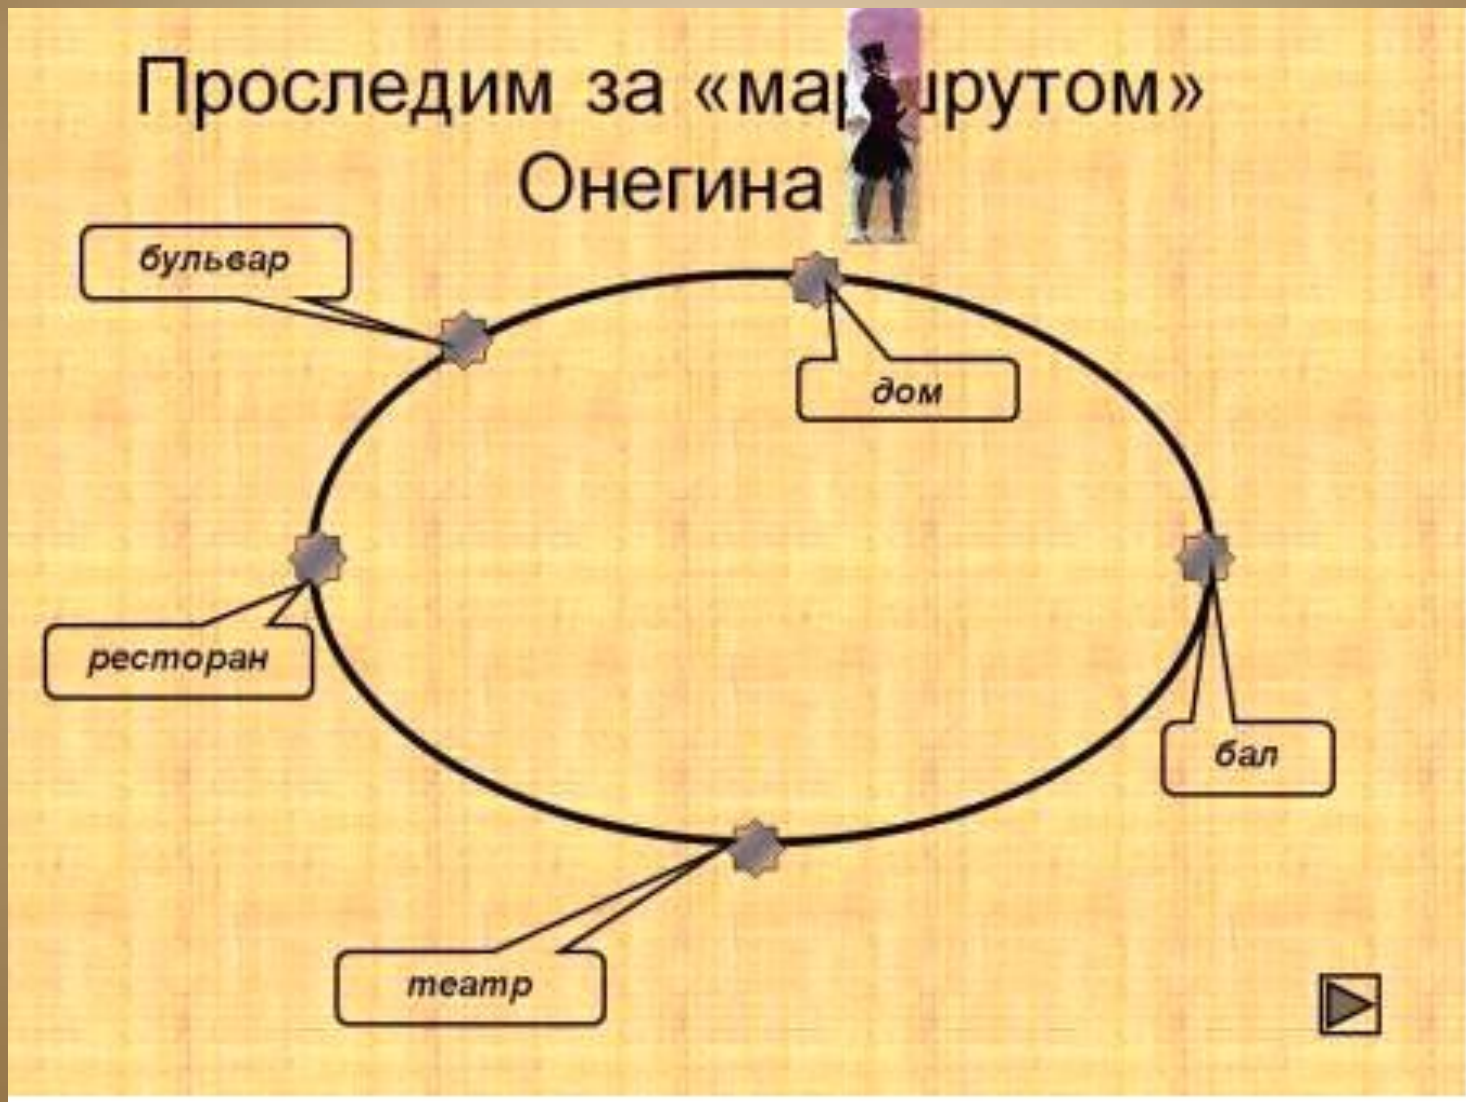 Проследим за «маршрутом»
Онегина
бульвар
дом
ресторан
бал
театр